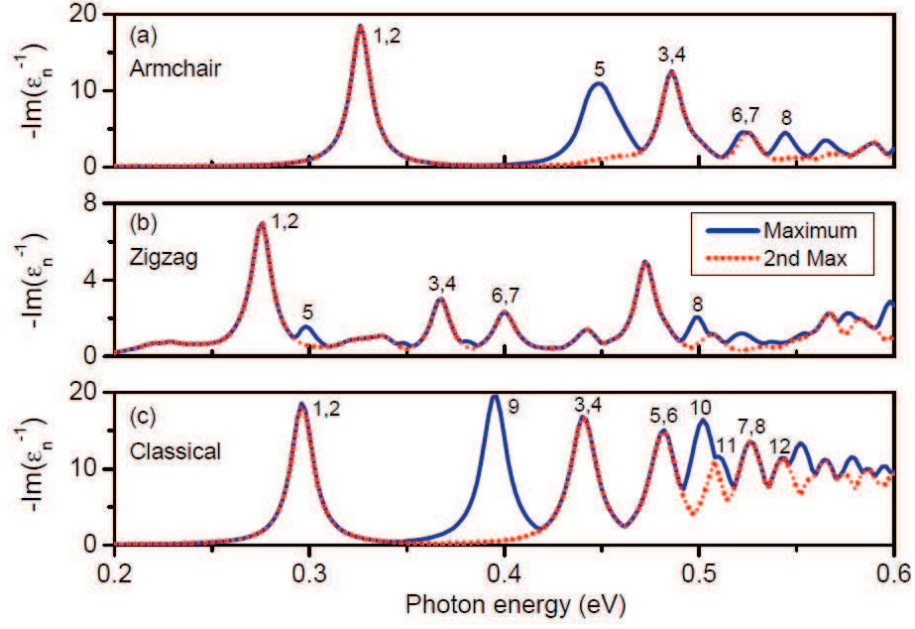 20
10
0
-Im(ε_n^-1)
(a)
Armchair
1,2
5
3,4
6,7
8
8
4
0
-Im(ε_n^-1)
(b)
Zigzag
1,2
5
3,4
6,7
8
Maximum
2nd Max
20
10
0
-Im(ε_n^-1)
(c)
Classical
1,2
9
3,4
5,6
10
11
7,8
12
0.2 0.3 0.4 0.5 0.6
Photon energy (eV)